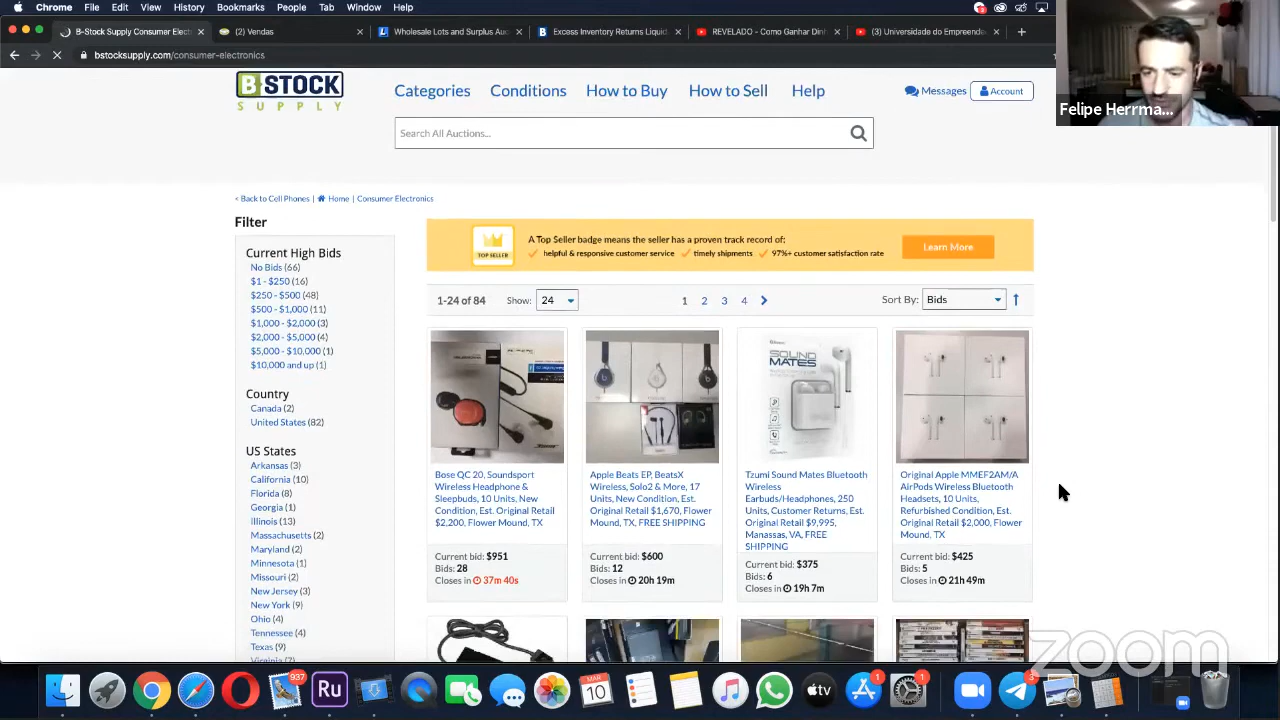 Chrome File Edit View History Bookmarks People Tab Window Help
B-Stock Supply Consumer Elect
(2) Vendas
Wholesale Lots and Surplus Auc
Excess Inventory Returns Liquid
REVELADO - Como Ganhar Dinh
(3) Universidade do Empreende
bstocksupply.com/consumer-electronics
Felipe Herrma...
B-STOCK
SUPPLY
Categories Conditions How to Buy How to Sell Help
Messages Account
Search All Auctions...
< Back to Cell Phones | Home | Consumer Electronics
Filter
Current High Bids
No Bids (66)
$1 - $250 (16)
$250 - $500 (48)
$500 - $1,000 (11)
$1,000 - $2,000 (3)
$2,000 - $5,000 (4)
$5,000 - $10,000 (1)
$10,000 and up (1)
Country
Canada (2)
United States (82)
US States
Arkansas (3)
California (10)
Florida (8)
Georgia (1)
Illinois (13)
Massachusetts (2)
Maryland (2)
Minnesota (1)
Missouri (2)
New Jersey (3)
New York (9)
Ohio (4)
Tennessee (4)
Texas (9)
Virginia (7)
TOP SELLER
A Top Seller badge means the seller has a proven track record of:
helpful & responsive customer service timely shipments 97%+ customer satisfaction rate
Learn More
1-24 of 84 Show: 24 1 2 3 4 Sort By: Bids
Bose QC 20, Soundsport
Wireless Headphone &
Sleepbuds, 10 Units, New
Condition, Est. Original Retail
$2,200, Flower Mound, TX
Current bid: $951
Bids: 28
Closes in 37m 40s
Apple Beats EP, BeatsX
Wireless, Solo2 & More, 17
Units, New Condition, Est.
Original Retail $1,670, Flower
Mound, TX, FREE SHIPPING
Current bid: $600
Bids: 12
Closes in 20h 19m
SOUND
MATES
Tzumi Sound Mates Bluetooth
Wireless
Earbuds/Headphones, 250
Units, Customer Returns, Est.
Original Retail $9,995,
Manassas, VA, FREE
SHIPPING
Current bid: $375
Bids: 6
Closes in 19h 7m
Original Apple MMEF2AM/A
AirPods Wireless Bluetooth
Headsets, 10 Units,
Refurbished Condition, Est.
Original Retail $2,000, Flower
Mound, TX
Current bid: $425
Bids: 5
Closes in 21h 49m
zoom
937
Ru
MAR
10
tv
1
1
3